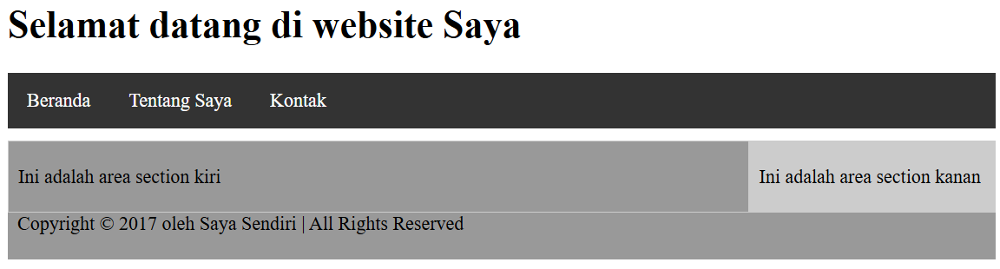 Selamat datang di website Saya
Beranda Tentang Saya Kontak
Ini adalah area section kiri
Ini adalah area section kanan
Copyright © 2017 oleh Saya Sendiri | All Rights Reserved